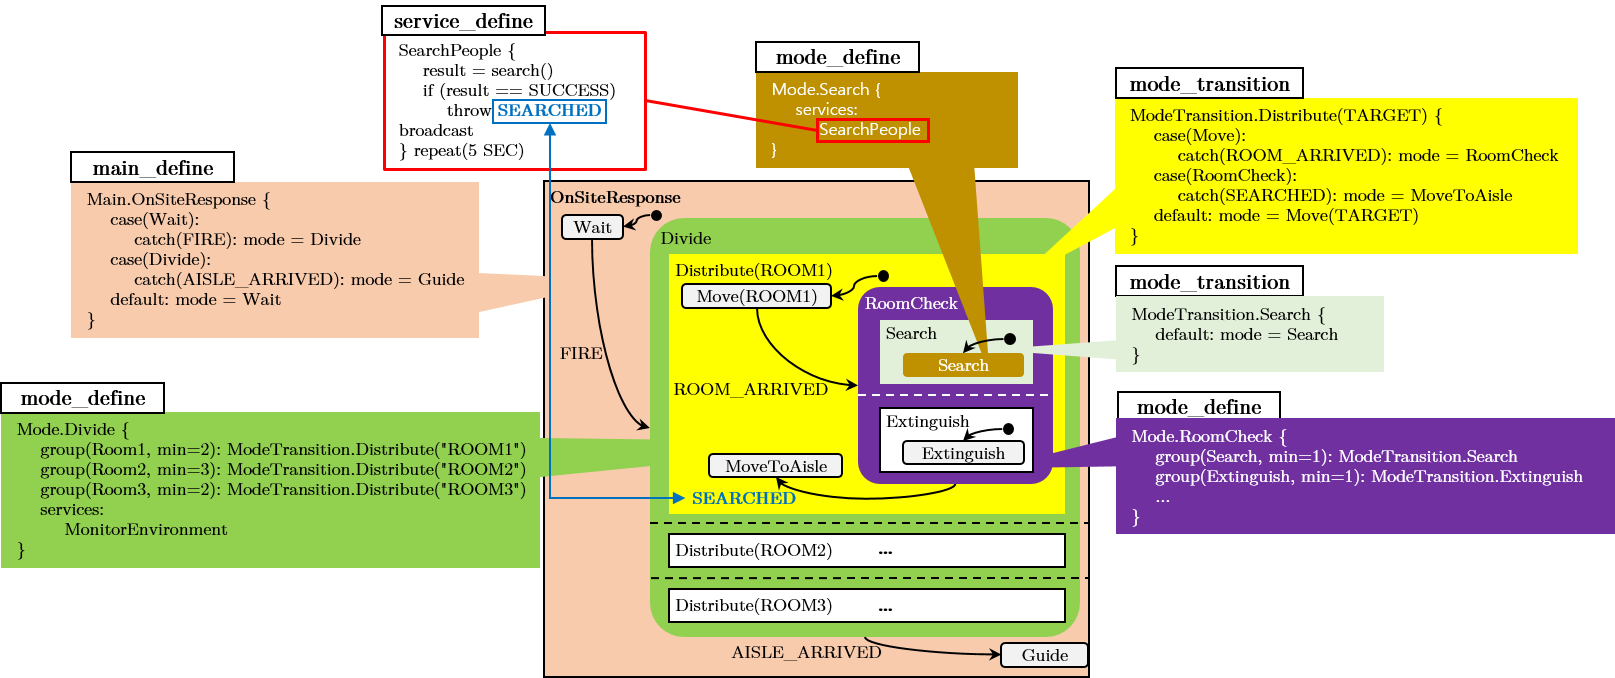 service_define
SearchPeople {
result = search()
if (result == SUCCESS)
throw SEARCHED
broadcast
} repeat(5 SEC)
mode_define
Mode.Search {
services:
SearchPeople
}
mode_transition
ModeTransition.Distribute(TARGET) {
case(Move):
catch(ROOM_ARRIVED): mode = RoomCheck
case(RoomCheck):
catch(SEARCHED): mode = MoveToAisle
default: mode = Move(TARGET)
}
main_define
Main.OnSiteResponse {
case(Wait):
catch(FIRE): mode = Divide
case(Divide):
catch(AISLE_ARRIVED): mode = Guide
default: mode = Wait
}
mode_transition
ModeTransition.Search {
default: mode = Search
}
mode_define
Mode.Divide {
group(Room1, min=2): ModeTransition.Distribute("ROOM1")
group(Room2, min=3): ModeTransition.Distribute("ROOM2")
group(Room3, min=2): ModeTransition.Distribute("ROOM3")
services:
MonitorEnvironment
}
mode_define
Mode.RoomCheck {
group(Search, min=1): ModeTransition.Search
group(Extinguish, min=1): ModeTransition.Extinguish
...
}
OnSiteResponse
Wait
Divide
Distribute(ROOM1)
Move(ROOM1)
RoomCheck
Search
Search
FIRE
ROOM_ARRIVED
Extinguish
Extinguish
MoveToAisle
SEARCHED
Distribute(ROOM2) ...
Distribute(ROOM3) ...
AISLE_ARRIVED
Guide